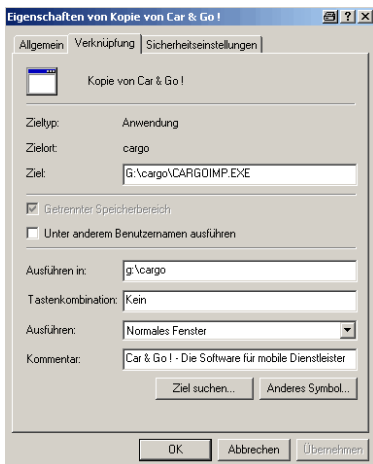 Eigenschaften von Kopie von Car & Go !
Allgemein Verknüpfung Sicherheitseinstellungen
Kopie von Car & Go !
Zieltyp: Anwendung
Zielort: cargo
Ziel: G:\cargo\CARGOIMP.EXE
Getrennter Speicherbereich
Unter anderem Benutzernamen ausführen
Ausführen in: g:\cargo
Tastenkombination: Kein
Ausführen: Normales Fenster
Kommentar: Car & Go ! - Die Software für mobile Dienstleister
Ziel suchen... Anderes Symbol...
OK Abbrechen Übernehmen